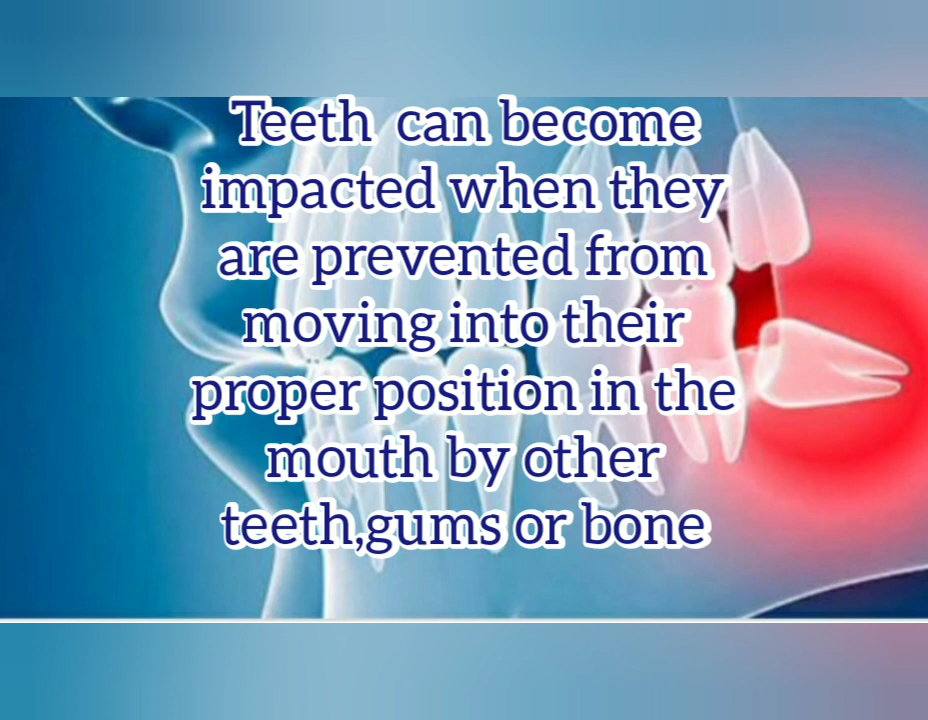 Teeth  can become
impacted when they
are prevented from
moving into their
proper position in the
mouth by other
teeth,gums or bone